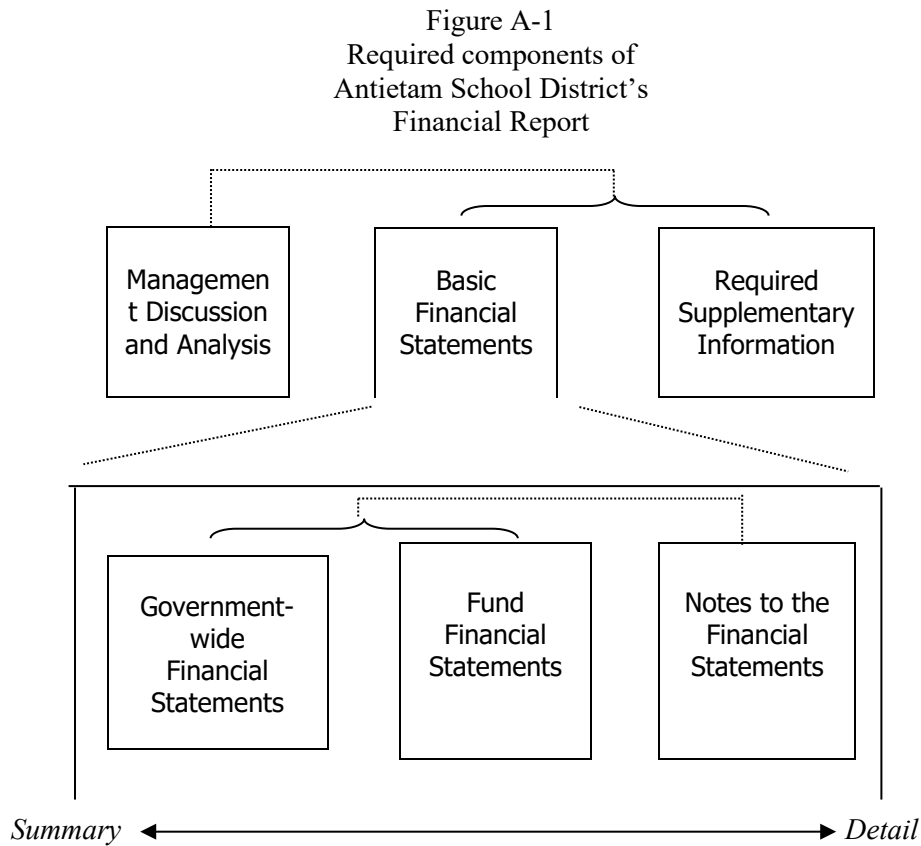 Figure A-1
Required components of
Antietam School District’s
Financial Report
Managemen
t Discussion
and Analysis
Basic
Financial
Statements
Required
Supplementary
Information
Government-
wide
Financial
Statements
Fund
Financial
Statements
Notes to the
Financial
Statements
Summary
Detail